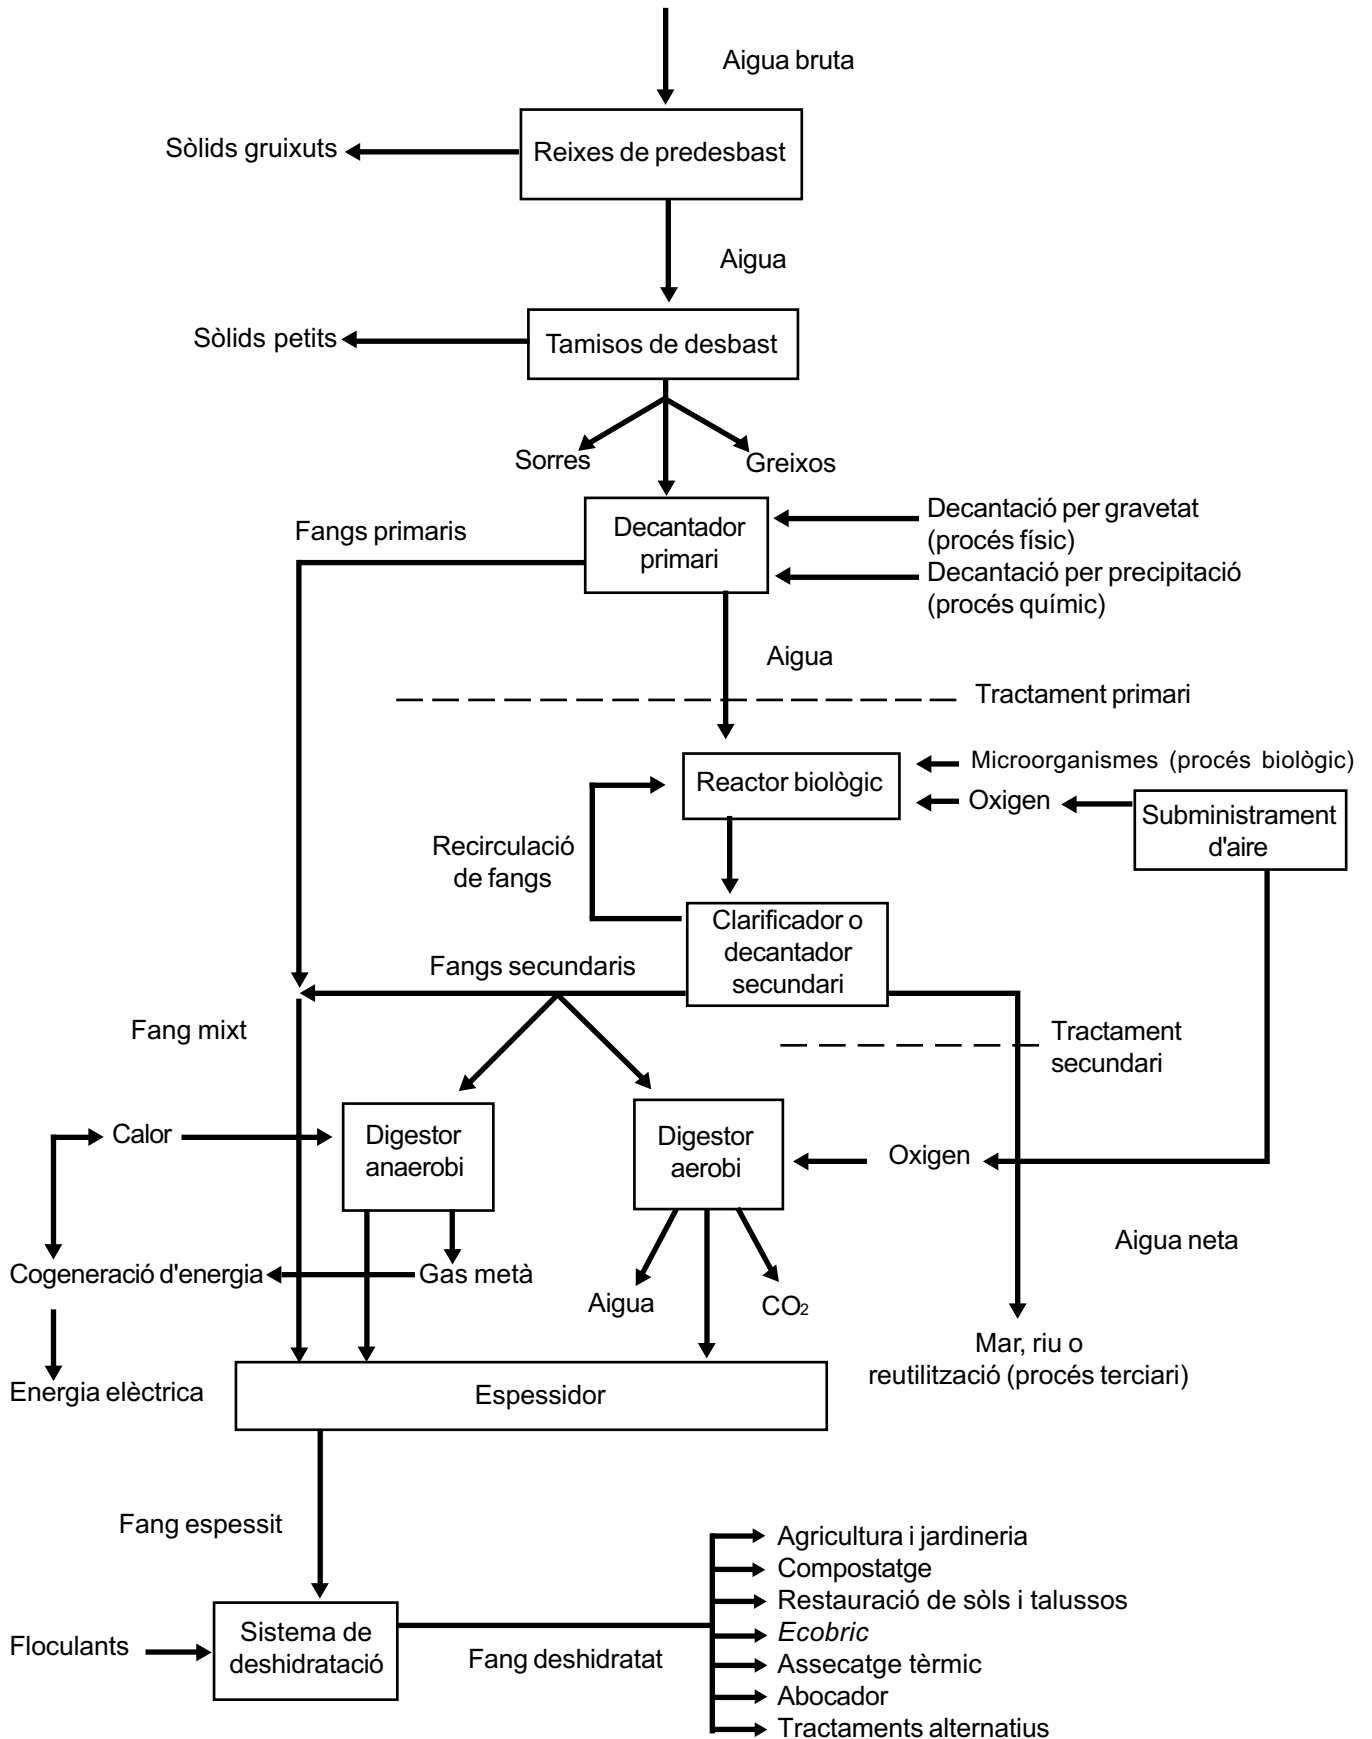 Aigua bruta
Sòlids gruixuts
Reixes de predesbast
Aigua
Sòlids petits
Tamisos de desbast
Sorres
Greixos
Fangs primaris
Decantador
primari
Decantació per gravetat
(procés físic)
Decantació per precipitació
(procés químic)
Aigua
Tractament primari
Reactor biològic
Microorganismes (procés biològic)
Oxigen
Subministrament
d'aire
Recirculació
de fangs
Clarificador o
decantador
secundari
Fangs secundaris
Fang mixt
Tractament
secundari
Calor
Digestor
anaerobi
Digestor
aerobi
Oxigen
Aigua neta
Cogeneració d'energia
Gas metà
Aigua
CO2
Mar, riu o
reutilització (procés terciari)
Energia elèctrica
Espessidor
Fang espessit
Floculants
Sistema de
deshidratació
Fang deshidratat
Agricultura i jardineria
Compostatge
Restauració de sòls i talussos
Ecobric
Assecatge tèrmic
Abocador
Tractaments alternatius